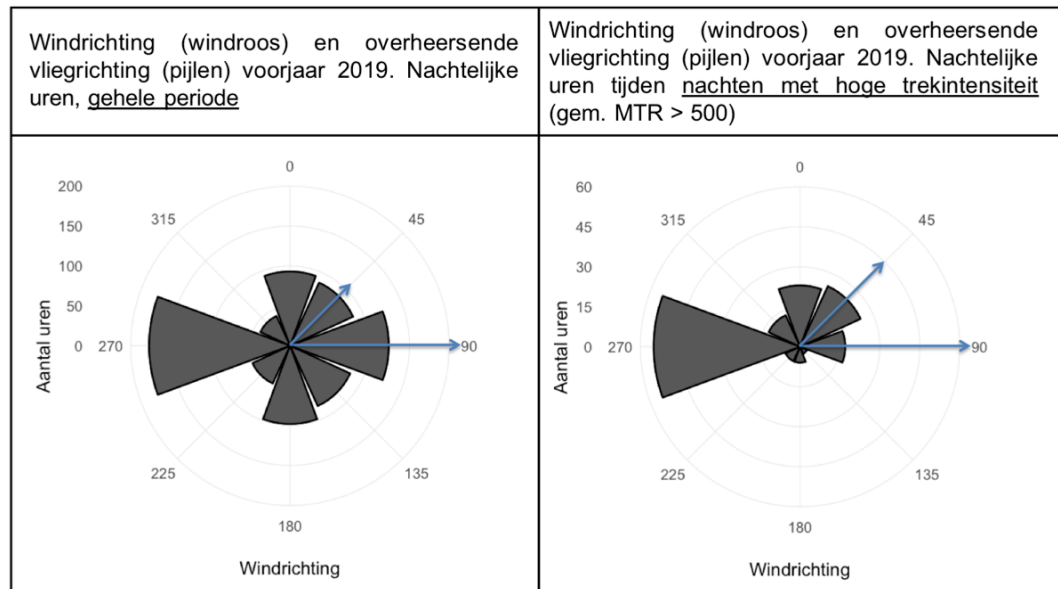 Windrichting (windroos) en overheersende
vliegrichting (pijlen) voorjaar 2019. Nachtelijke
uren, gehele periode
Windrichting (windroos) en overheersende
vliegrichting (pijlen) voorjaar 2019. Nachtelijke
uren tijden nachten met hoge trekintensiteit
(gem. MTR > 500)
200
150
100
50
0
Aantal uren
0
45
90
135
180
225
270
315
Windrichting
60
45
30
15
0
Aantal uren
0
45
90
135
180
225
270
315
Windrichting